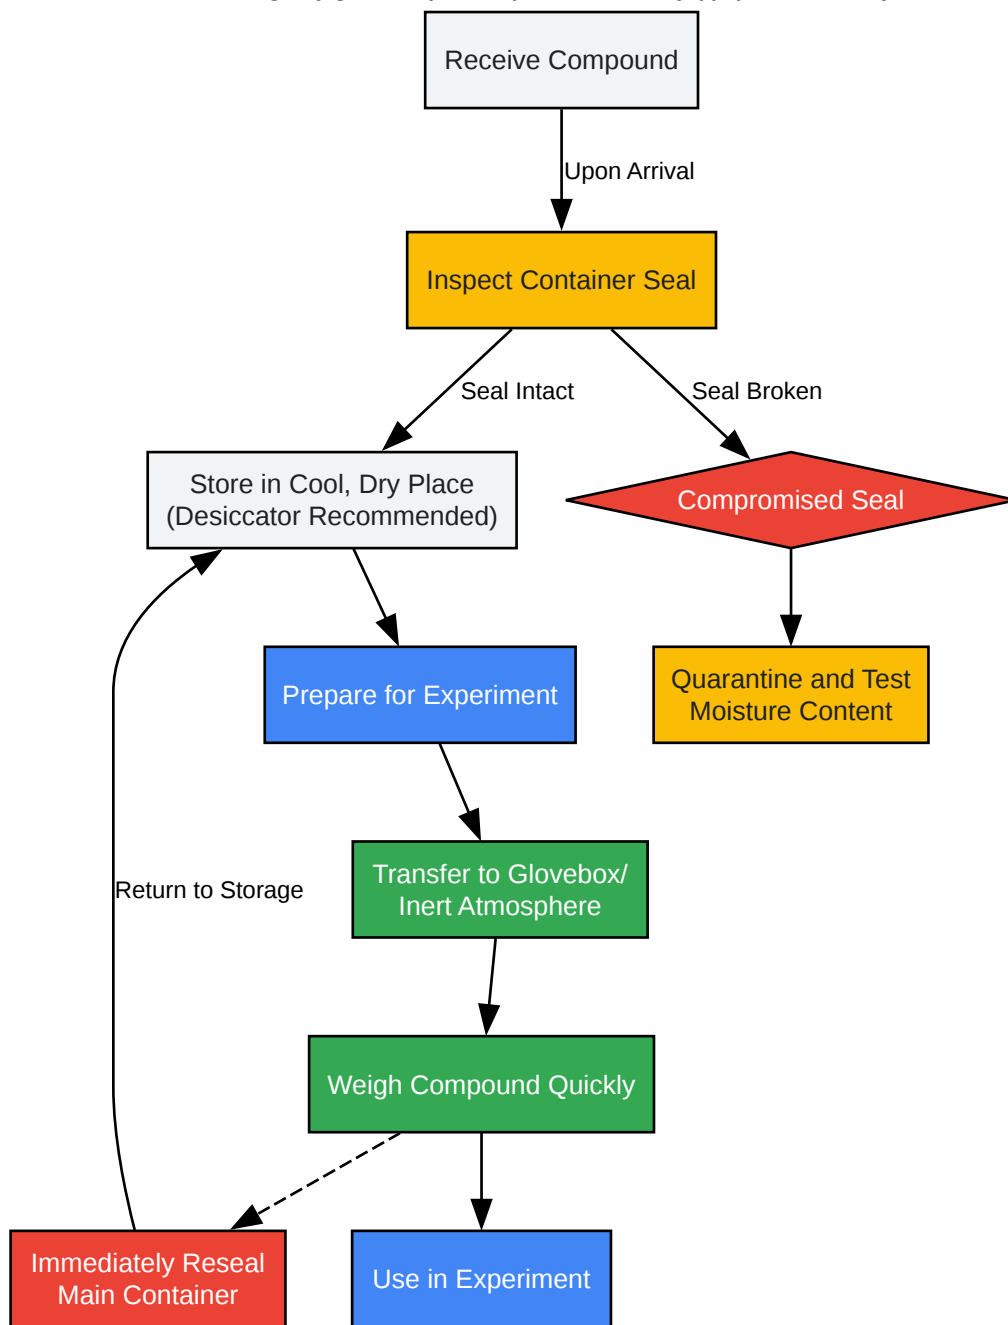 Receive Compound
Upon Arrival
Inspect Container Seal
Seal Intact
Seal Broken
Store in Cool, Dry Place
(Desiccator Recommended)
Compromised Seal
Prepare for Experiment
Quarantine and Test
Moisture Content
Transfer to Glovebox/
Inert Atmosphere
Return to Storage
Weigh Compound Quickly
Immediately Reseal
Main Container
Use in Experiment